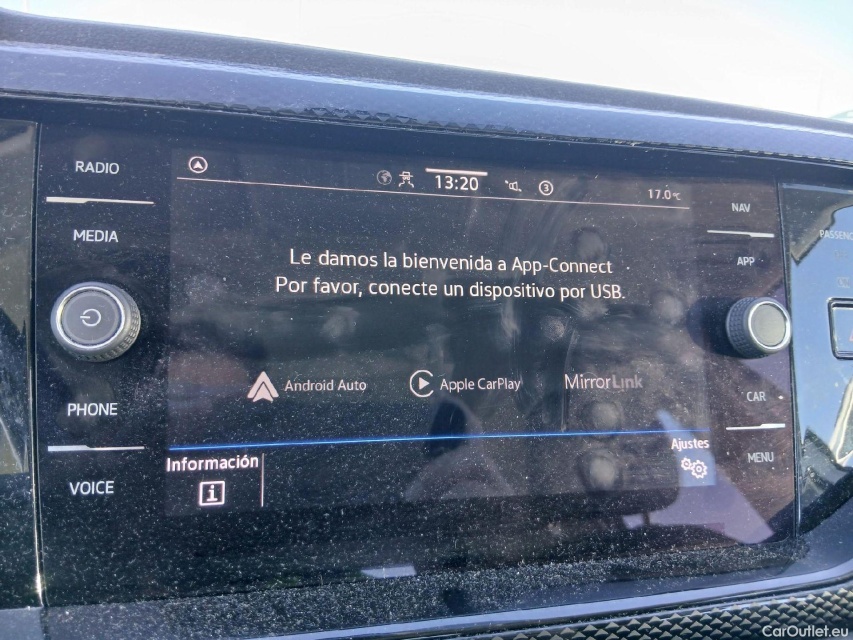 RADIO
MEDIA
PHONE
VOICE
13:20
3
17.0°C
Le damos la bienvenida a App-Connect
Por favor, conecte un dispositivo por USB.
Android Auto
Apple CarPlay
MirrorLink
Información
i
Ajustes
NAV
APP
CAR
MENU
CarOutlet.eu